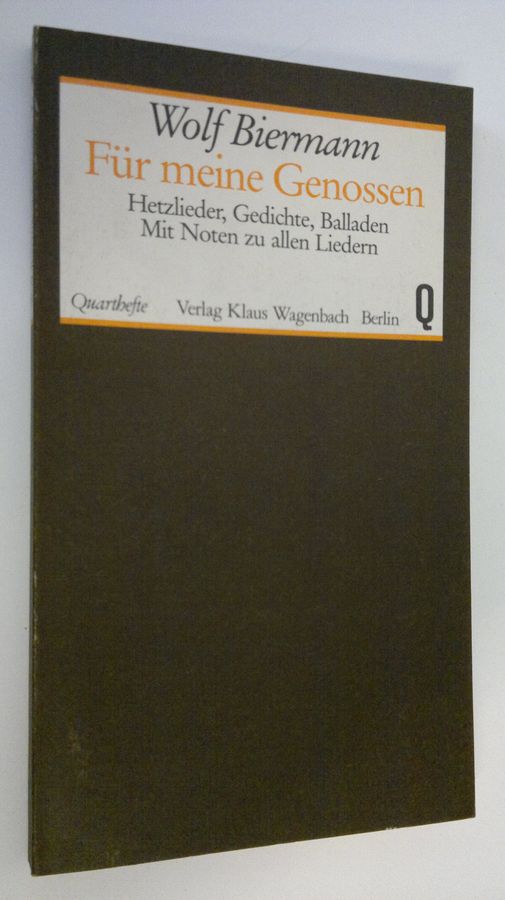 Wolf Biermann
Für meine Genossen
Hetzlieder, Gedichte, Balladen
Mit Noten zu allen Liedern
Quarthefte Verlag Klaus Wagenbach Berlin Q